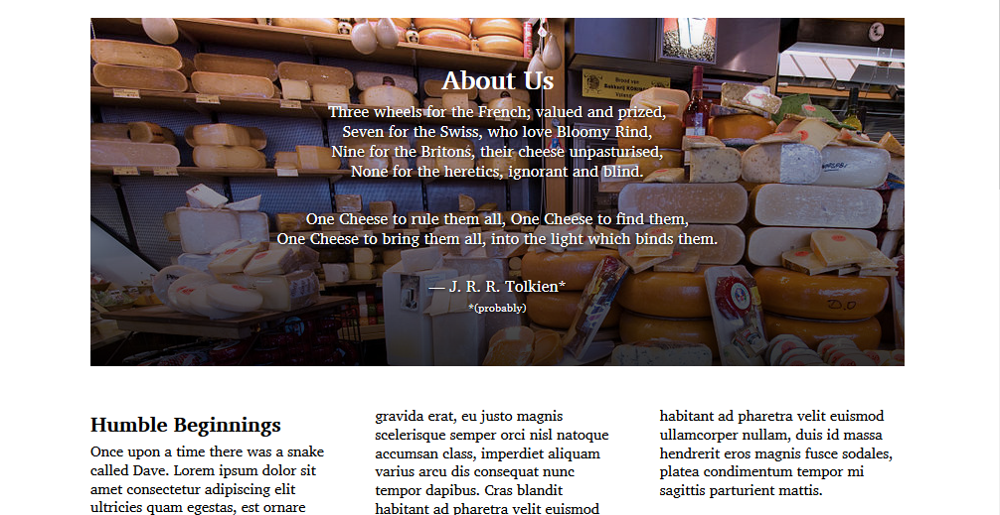 About Us
Three wheels for the French; valued and prized,
Seven for the Swiss, who love Bloomy Rind,
Nine for the Britons, their cheese unpasturised,
None for the heretics, ignorant and blind.
One Cheese to rule them all, One Cheese to find them,
One Cheese to bring them all, into the light which binds them.
— J. R. R. Tolkien*
*(probably)
Humble Beginnings
Once upon a time there was a snake
called Dave. Lorem ipsum dolor sit
amet consectetur adipiscing elit
ultricies quam egestas, est ornare
gravida erat, eu justo magnis
scelerisque semper orci nisl natoque
accumsan class, imperdiet aliquam
varius arcu dis consequat nunc
tempor dapibus. Cras blandit
habitant ad pharetra velit euismod
habitant ad pharetra velit euismod
ullamcorper nullam, duis id massa
hendrerit eros magnis fusce sodales,
platea condimentum tempor mi
sagittis parturient mattis.